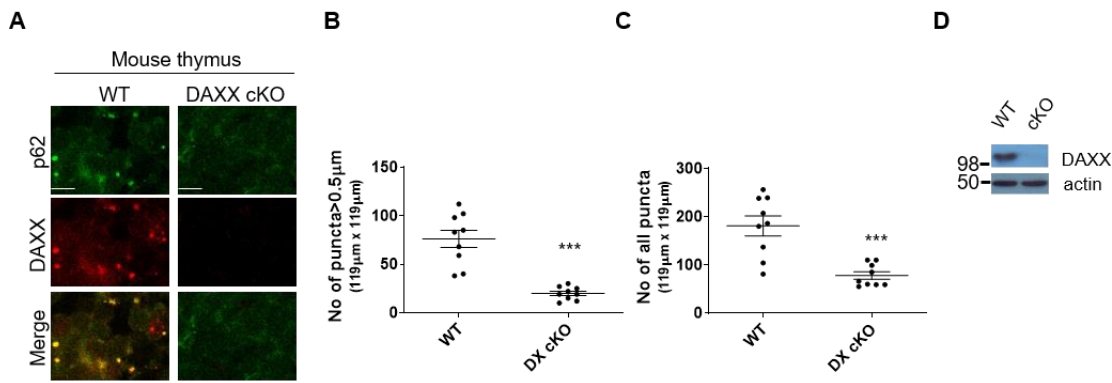 A
Mouse thymus
WT DAXX cKO
p62
DAXX
Merge
B
No of puncta>0,5µm
(119µm x 119µm)
150
100
50
0
***
WT
DX cKO
C
No of all puncta
(119µm x 119µm)
300
200
100
0
***
WT
DX cKO
D
WT cKO
98 DAXX
50 actin